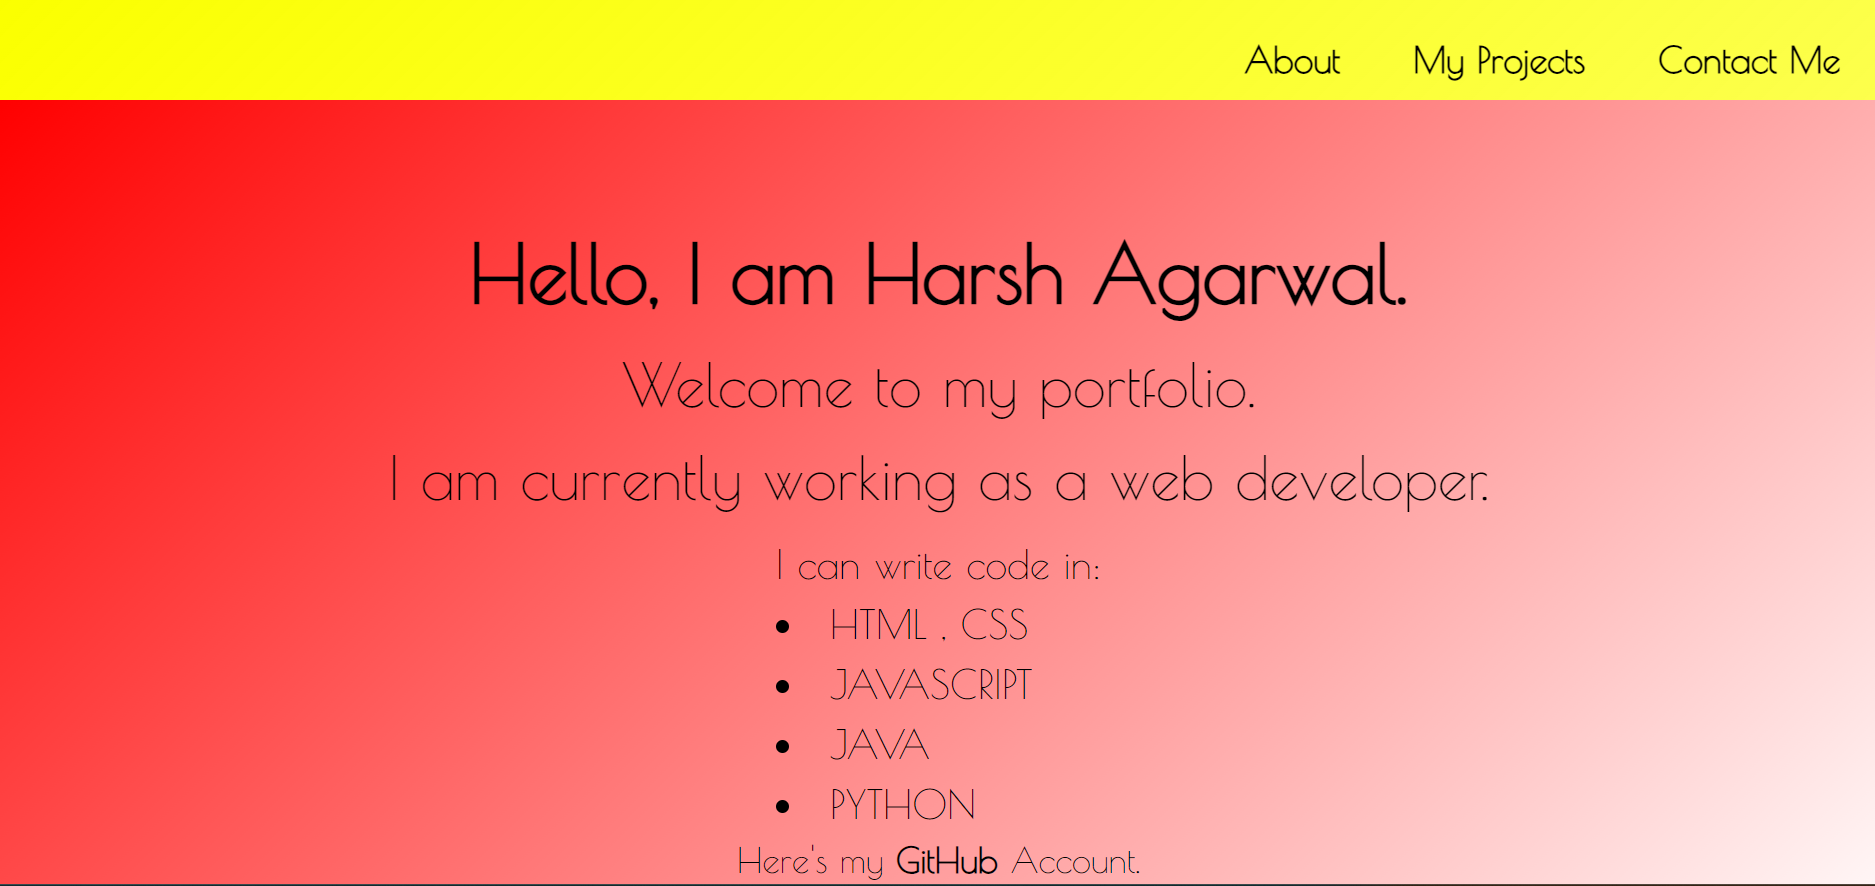 About My Projects Contact Me
Hello, I am Harsh Agarwal.
Welcome to my portfolio.
I am currently working as a web developer.
I can write code in:
HTML , CSS
JAVASCRIPT
JAVA
PYTHON
Here's my GitHub Account.